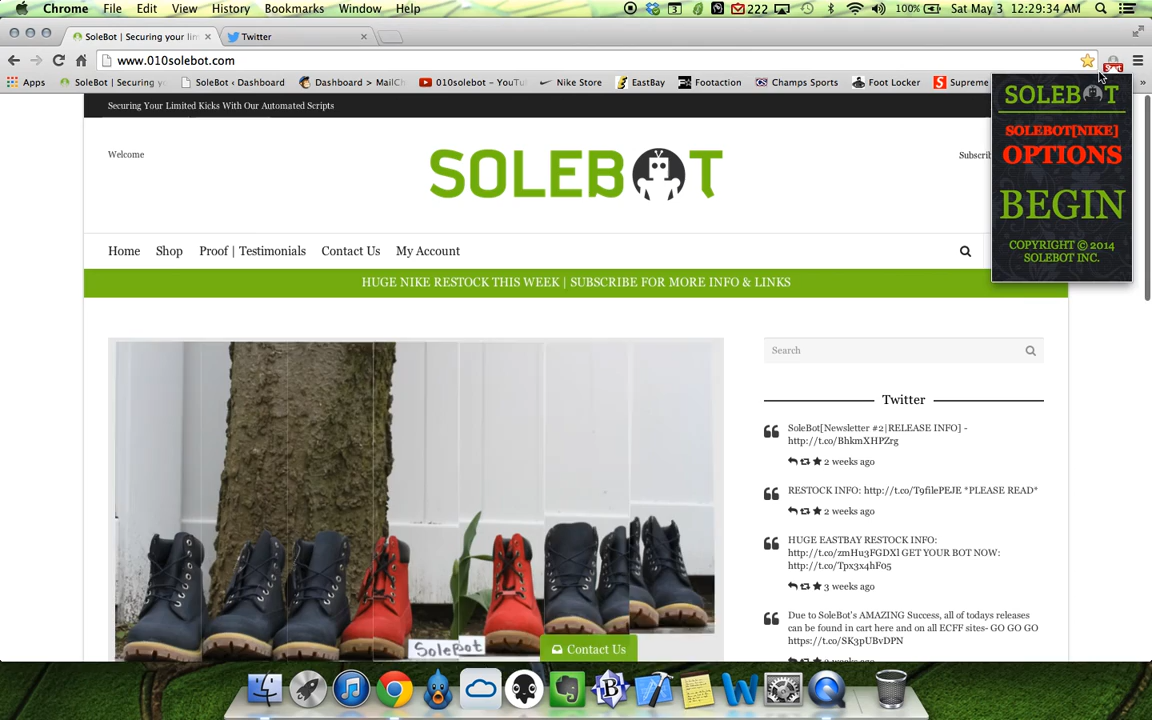 Chrome File Edit View History Bookmarks Window Help 3 222 100% Sat May 3 12:29:34 AM
SoleBot | Securing your lim × Twitter ×
www.010solebot.com
Apps SoleBot | Securing yo SoleBot ‹ Dashboard Dashboard > MailCh 010solebot - YouTu Nike Store EastBay Footaction Champs Sports Foot Locker Supreme »
Securing Your Limited Kicks With Our Automated Scripts
SOLEBOT
SOLEBOT[NIKE]
OPTIONS
BEGIN
COPYRIGHT © 2014
SOLEBOT INC.
Welcome
SOLEBOT
Subscrib
Home Shop Proof | Testimonials Contact Us My Account
HUGE NIKE RESTOCK THIS WEEK | SUBSCRIBE FOR MORE INFO & LINKS
Search
Twitter
SoleBot[Newsletter #2|RELEASE INFO] -
http://t.co/BhkmXHPZrg
2 weeks ago
RESTOCK INFO: http://t.co/T9filePEJE *PLEASE READ*
2 weeks ago
HUGE EASTBAY RESTOCK INFO:
http://t.co/zmHu3FGDXl GET YOUR BOT NOW:
http://t.co/Tpx3x4hF05
3 weeks ago
Due to SoleBot's AMAZING Success, all of todays releases
can be found in cart here and on all ECFF sites- GO GO GO
https://t.co/SK3pUBvDPN
SoleBot
Contact Us